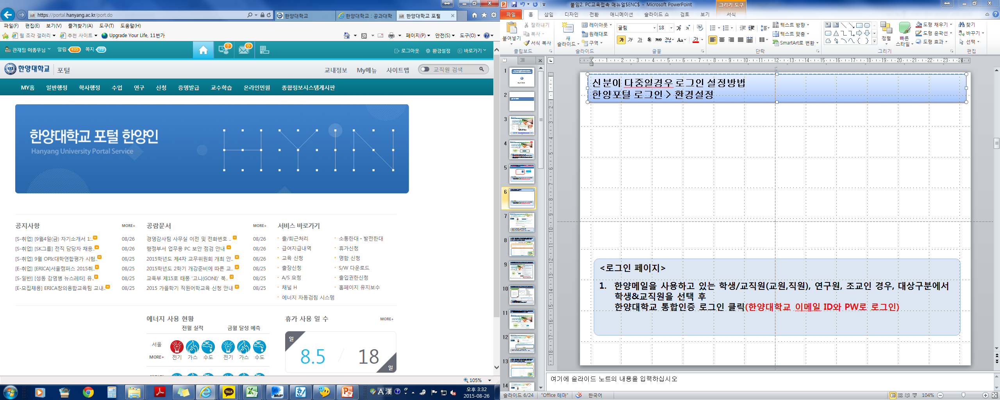 https://portal.hanyang.ac.kr/port.do
한양대학교
한양대학교 : 공과대학
한양대학교 포털
파일(F) 편집(E) 보기(V) 즐겨찾기(A) 도구(T) 도움말(H)
웹 조각 갤러리 추천 사이트 Upgrade Your Life, 11번가
페이지(P) 안전(S) 도구(O)
관재팀 이종우님 알림 435 쪽지 72
0
0
로그아웃 환경설정 바로가기
한양대학교 포털
교내정보 My메뉴 사이트맵 교직원 검색
MY홈 일반행정 학사행정 수업 연구 신청 증명발급 교수학습 온라인민원 종합정보시스템게시판
한양대학교 포털 한양인
Hanyang University Portal Service
공지사항 MORE+
[S-취업] [9월4일(금) 자기소개서 1:.. 08/26
[S-취업] [SK그룹] 전직 담당자 채용.. 08/26
[S-취업] 9월 OPIc대학연합평가 시험.. 08/25
[E-취업] [ERICA]서울캠퍼스 2015취.. 08/25
[S-일반] [성동 감염병 뉴스레터] 유.. 08/25
[E-모집채용] ERICA창의융합교육팀 교내.. 08/25
공람문서 MORE+
경영감사팀 사무실 이전 및 전화번호 .. 08/26
행정부서 업무용 PC 보안 점검 안내 08/26
2015학년도 제4차 교무위원회 개최 안.. 08/26
2015학년도 2학기 개강준비에 따른 교.. 08/25
교육부 제15호 태풍 '고니(GONI)' 북.. 08/25
2015 가을학기 직원어학교육 신청 안내 08/25
서비스 바로가기
출/퇴근처리 소통한대·발전한대
급여지급내역 휴가신청
교육 신청 명함 신청
출장신청 S/W 다운로드
A/S 요청 출입권한신청
채널 H 홈페이지 유지보수
에너지 자동검침 시스템
에너지 사용 현황
전월 실적 금월 달성 예측
서울
MORE+ 전기 가스 수도 전기 가스 수도
휴가 사용 일 수 MORE+
일
8.5 / 18
일
105%
TALK
MiP
A 漢
오후 3:32
2015-08-26
붙임2. PC교육접속 매뉴얼$ENC$ - Microsoft PowerPoint
그리기 도구
파일 홈 삽입 디자인 전환 애니메이션 슬라이드 쇼 검토 보기 서식
붙여넣기
잘라내기
복사
서식 복사
클립보드
새
슬라이드
레이아웃
원래대로
구역
슬라이드
굴림 18
글꼴
텍스트 방향
텍스트 맞춤
SmartArt로 변환
단락
정렬
빠른
스타일
도형 채우기
도형 윤곽선
도형 효과
그리기
찾기
바꾸기
선택
편집
1
2
3
4
5
6
7
8
9
10
11
12
13
14
신분이 다중일경우 로그인 설정방법
한양포털 로그인 > 환경설정
<로그인 페이지>
1. 한양메일을 사용하고 있는 학생/교직원(교원,직원), 연구원, 조교인 경우, 대상구분에서
학생&교직원을 선택 후
한양대학교 통합인증 로그인 클릭(한양대학교 이메일 ID와 PW로 로그인)
여기에 슬라이드 노트의 내용을 입력하십시오
슬라이드 6/24 "Office 테마" 한국어 104%